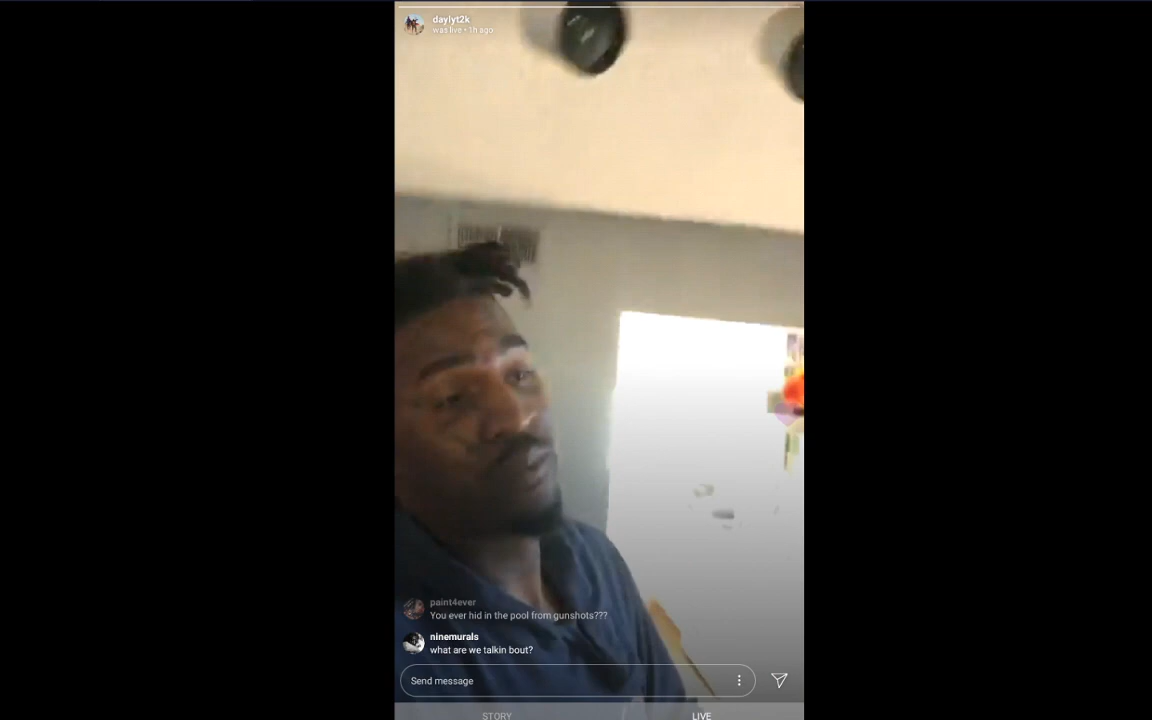 daylyt2k
was live • 1h ago
paint4ever
You ever hid in the pool from gunshots???
ninemurals
what are we talkin bout?
Send message
STORY
LIVE